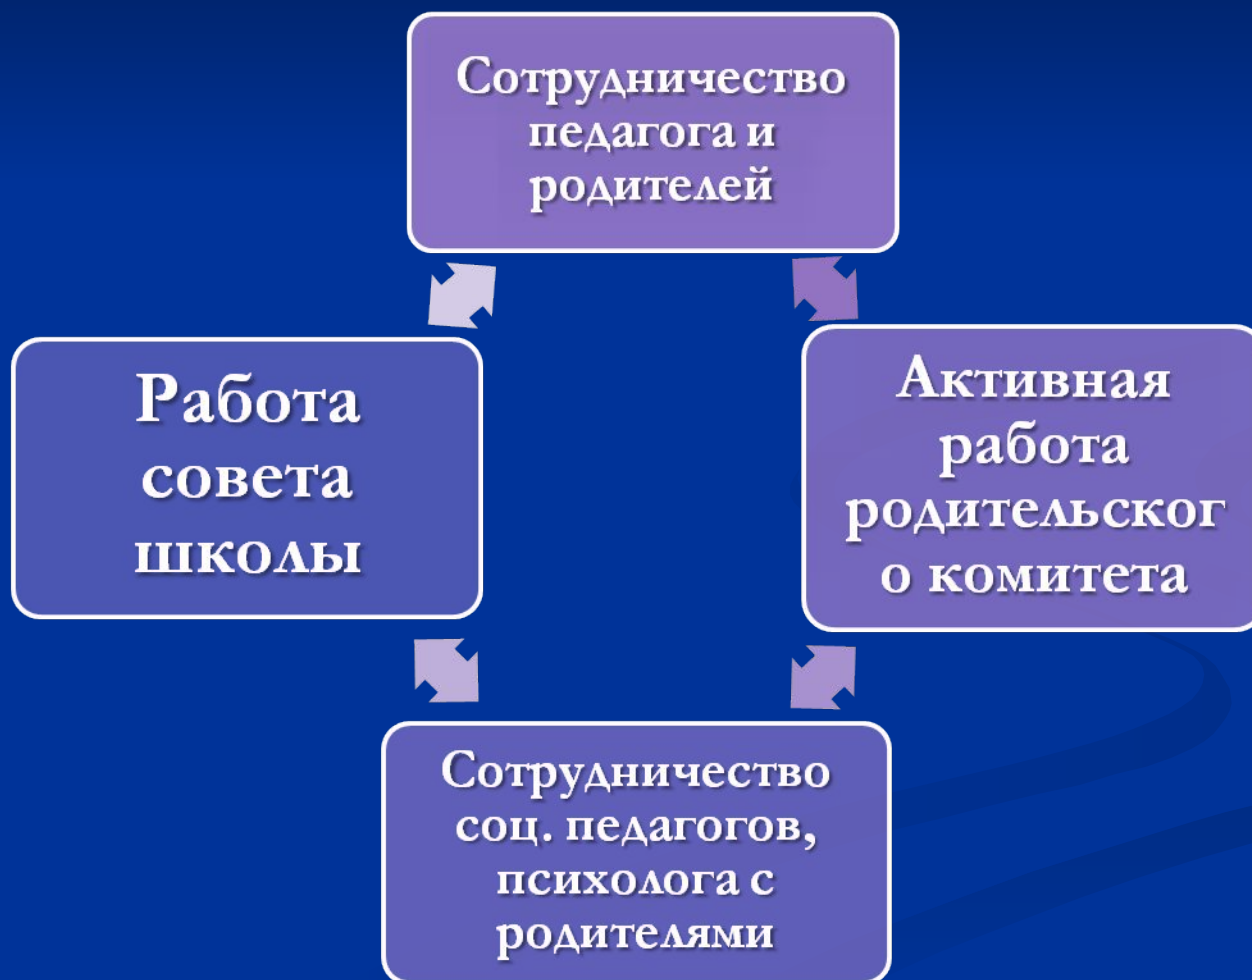 Сотрудничество
педагога и
родителей
Работа
совета
школы
Активная
работа
родительског
о комитета
Сотрудничество
соц. педагогов,
психолога с
родителями